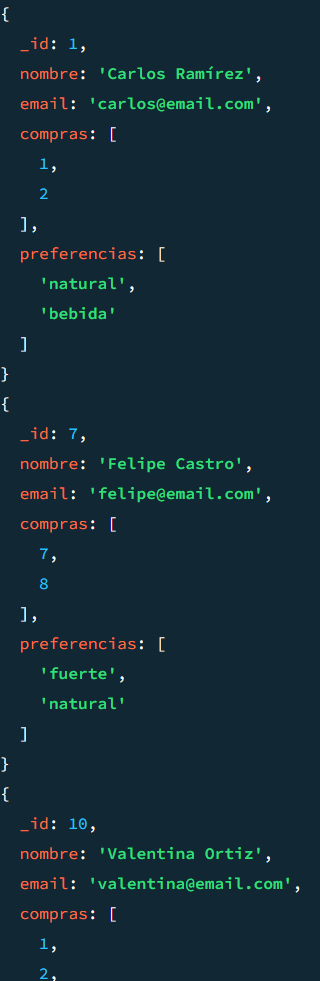 {
  _id: 1,
  nombre: 'Carlos Ramírez',
  email: 'carlos@email.com',
  compras: [
    1,
    2
  ],
  preferencias: [
    'natural',
    'bebida'
  ]
}
{
  _id: 7,
  nombre: 'Felipe Castro',
  email: 'felipe@email.com',
  compras: [
    7,
    8
  ],
  preferencias: [
    'fuerte',
    'natural'
  ]
}
{
  _id: 10,
  nombre: 'Valentina Ortiz',
  email: 'valentina@email.com',
  compras: [
    1,
    2,